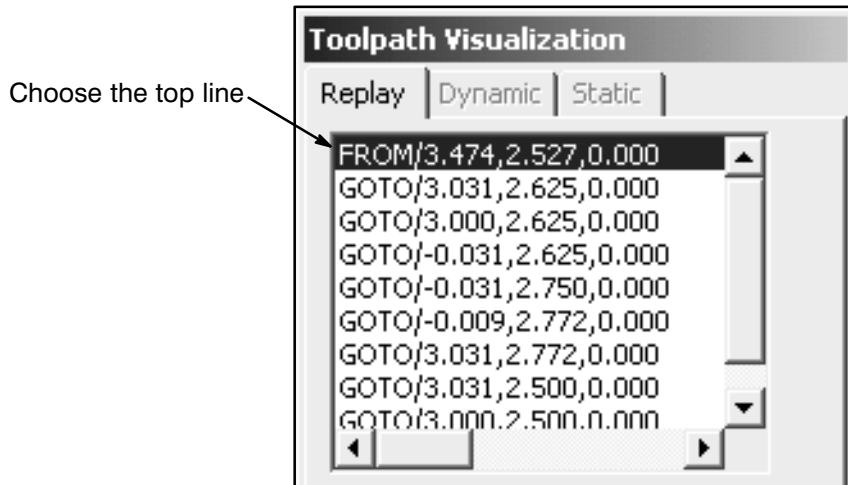 Toolpath Visualization
Choose the top line
Replay Dynamic Static
FROM/3.474,2.527,0.000
GOTO/3.031,2.625,0.000
GOTO/3.000,2.625,0.000
GOTO/-0.031,2.625,0.000
GOTO/-0.031,2.750,0.000
GOTO/-0.009,2.772,0.000
GOTO/3.031,2.772,0.000
GOTO/3.031,2.500,0.000
GOTO/3.000,2.500,0.000